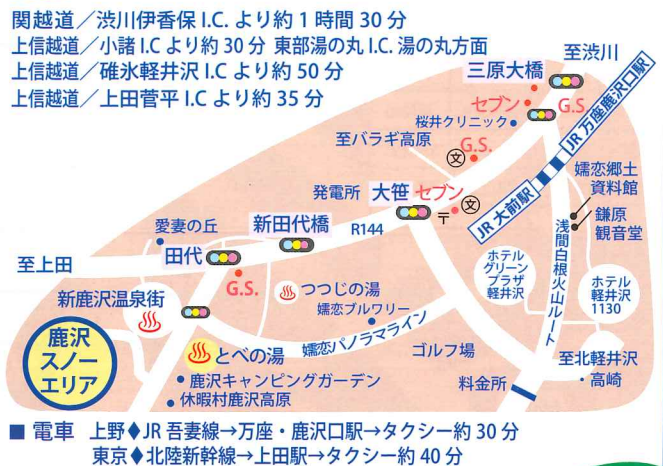 関越道／渋川伊香保 I.C. より約 1 時間 30 分
上信越道／小諸 I.C より約 30 分 東部湯の丸 I.C. 湯の丸方面
上信越道／碓氷軽井沢 I.C より約 50 分
上信越道／上田菅平 I.C より約 35 分
至渋川
三原大橋
セブン
G.S.
桜井クリニック
JR 万座鹿沢口駅
至バラギ高原
G.S.
文
嬬恋郷土
資料館
発電所
大笹
セブン
文
〒
JR 大前駅
鎌原
観音堂
愛妻の丘
新田代橋
R144
田代
至上田
G.S.
つつじの湯
浅間白根火山ルート
ホテル
グリーン
プラザ
軽井沢
ホテル
軽井沢
1130
新鹿沢温泉街
嬬恋ブルワリー
嬬恋パノラマライン
鹿沢
スノー
エリア
とべの湯
ゴルフ場
至北軽井沢
・高崎
鹿沢キャンピングガーデン
料金所
休暇村鹿沢高原
■ 電車 上野◆JR 吾妻線→万座・鹿沢口駅→タクシー約 30 分
東京◆北陸新幹線→上田駅→タクシー約 40 分